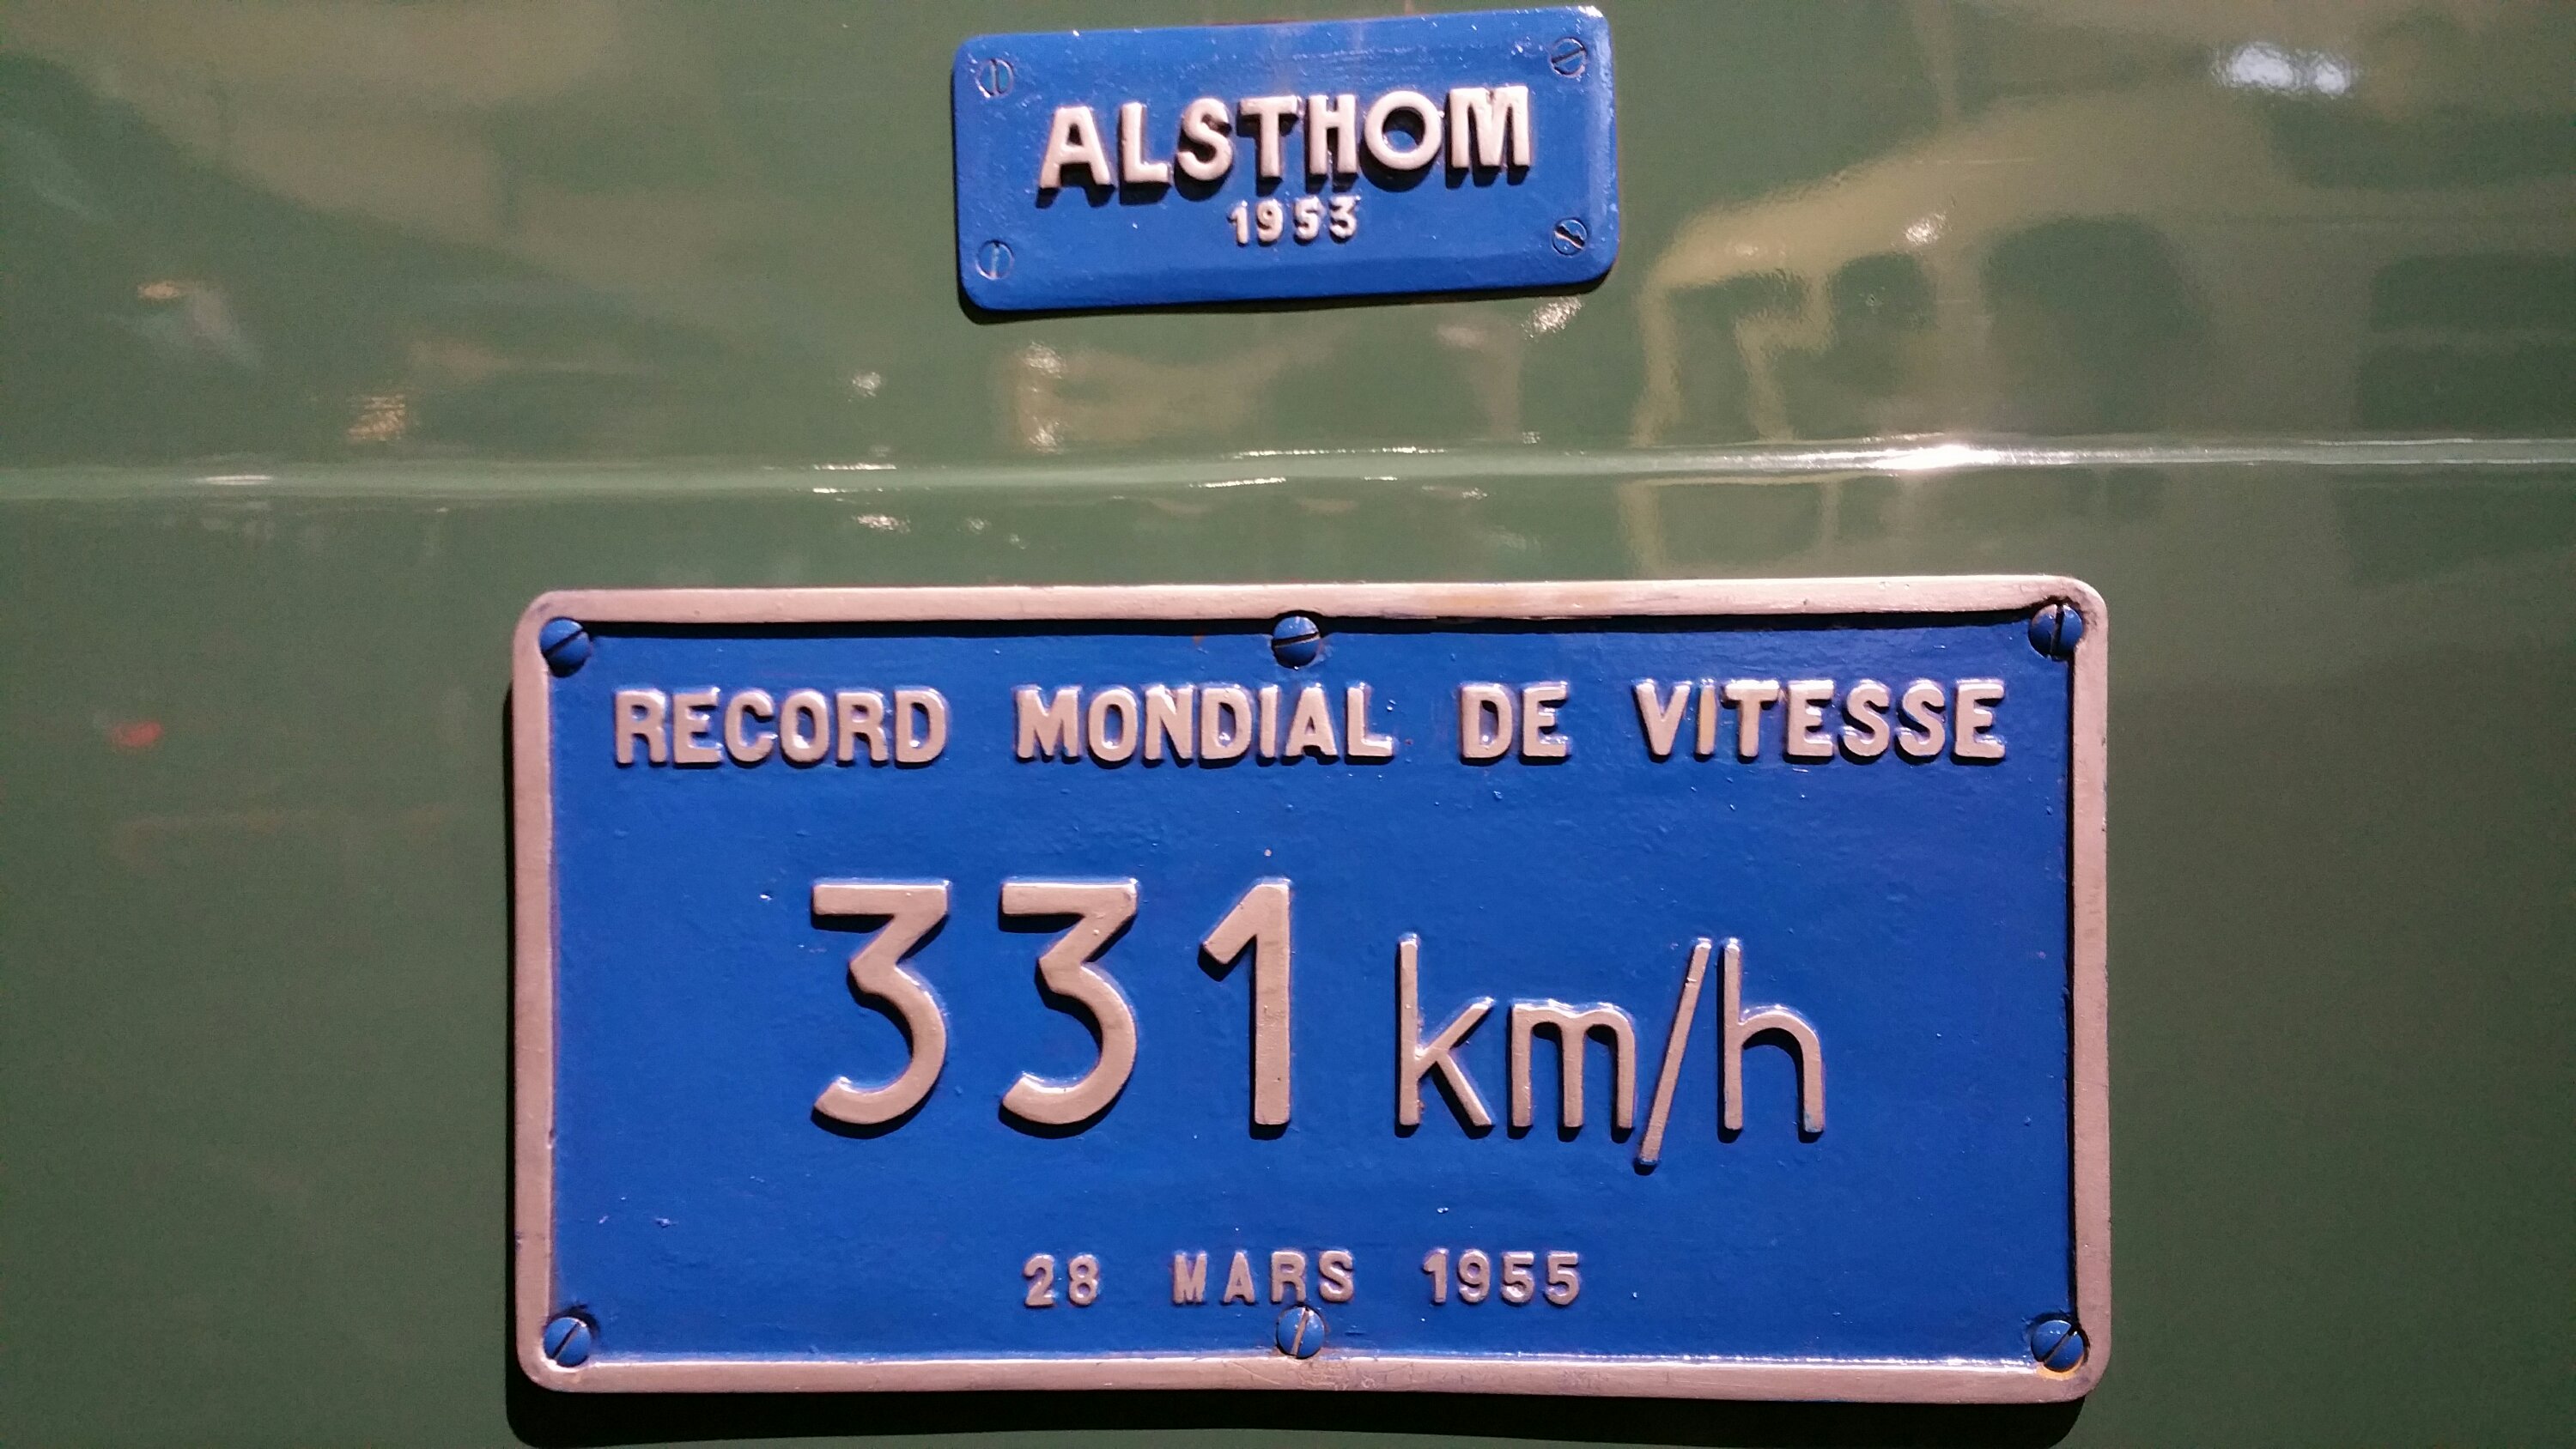 ALSTHOM
1953
RECORD MONDIAL DE VITESSE
331 km/h
28 MARS 1955